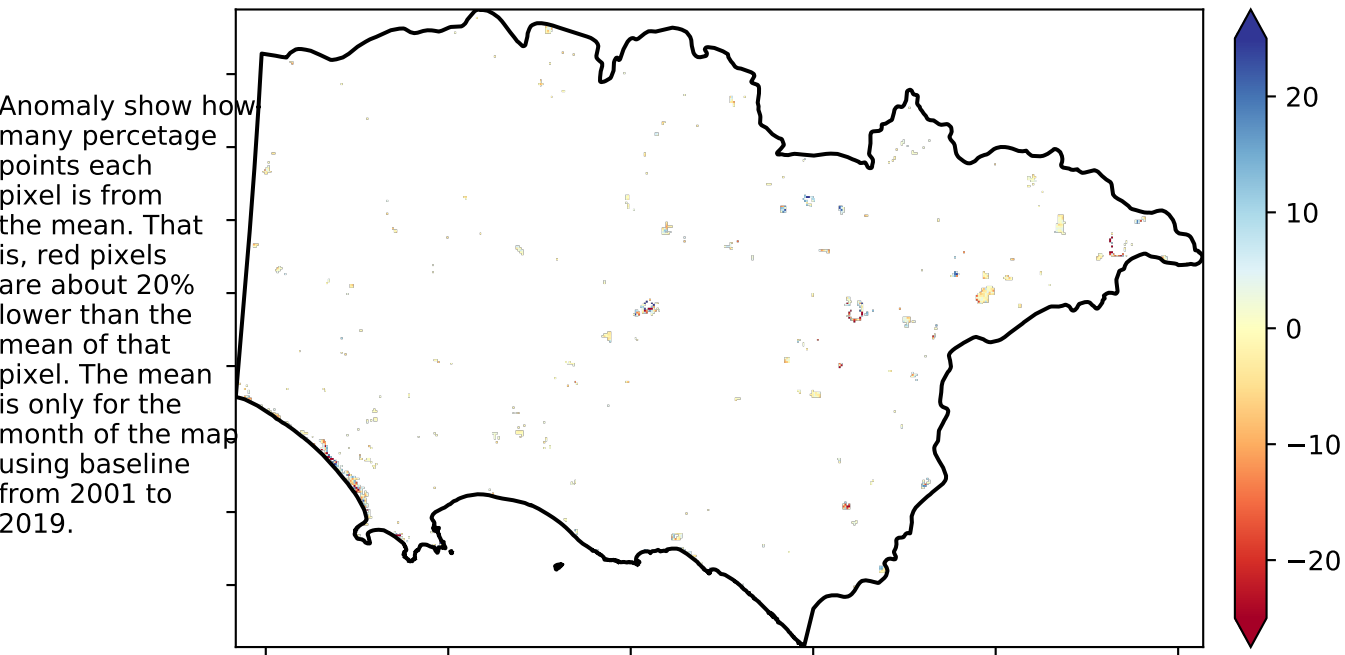 Anomaly show how
many percetage
points each
pixel is from
the mean. That
is, red pixels
are about 20%
lower than the
mean of that
pixel. The mean
is only for the
month of the map
using baseline
from 2001 to
2019.
20
10
0
−10
−20